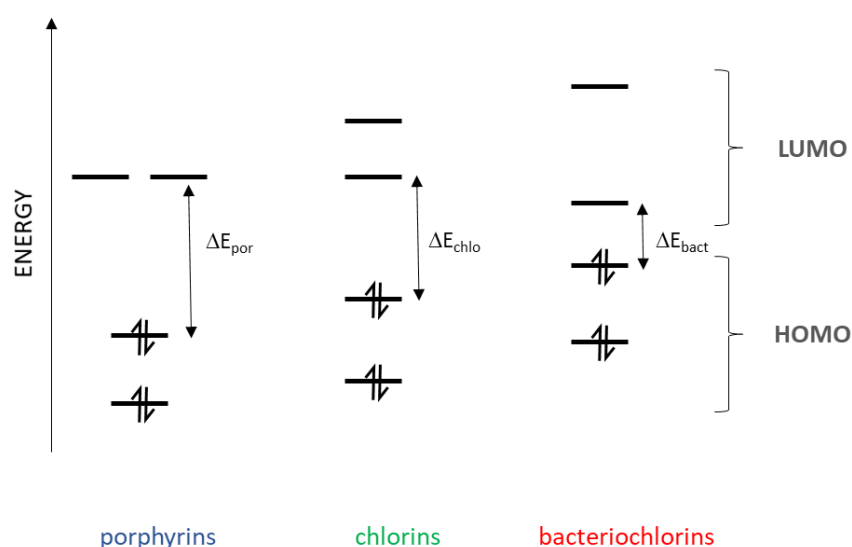 ENERGY
ΔEpor
ΔEchlo
ΔEbact
LUMO
HOMO
porphyrins
chlorins
bacteriochlorins